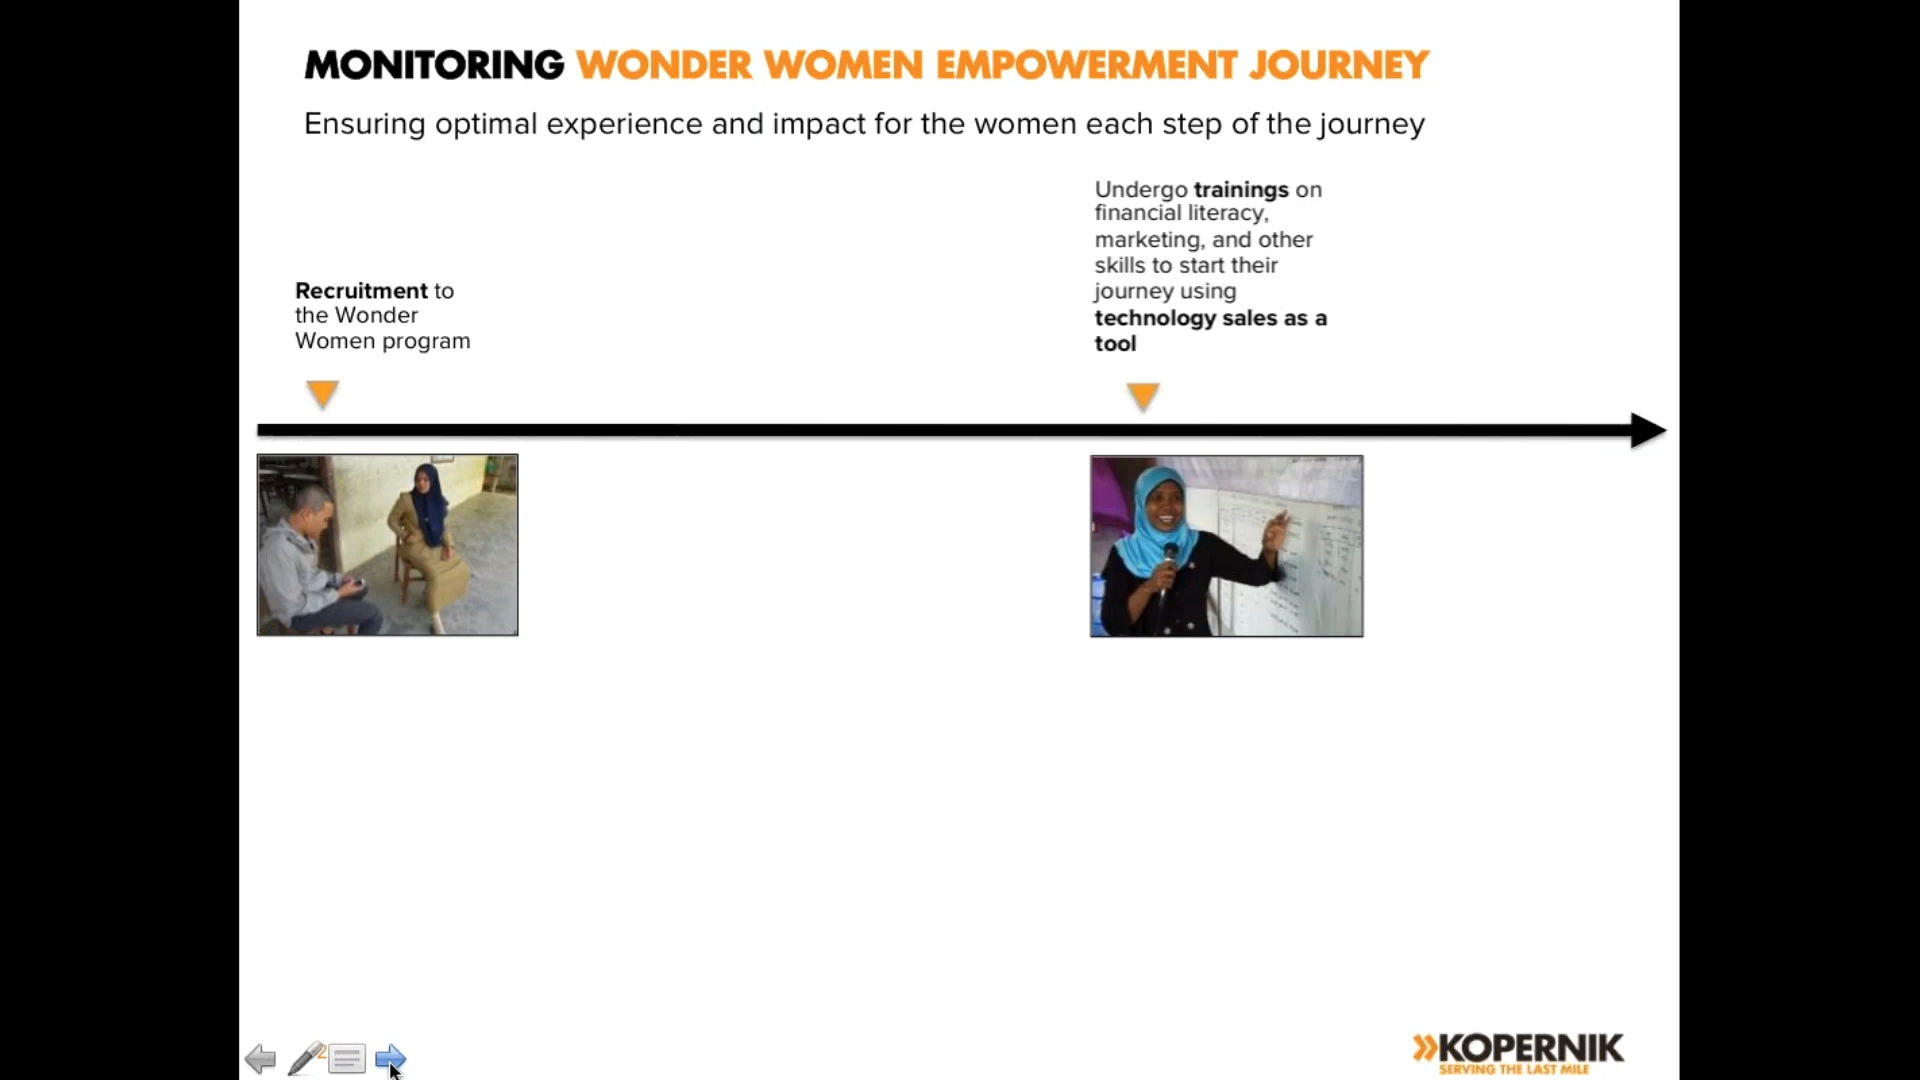 MONITORING WONDER WOMEN EMPOWERMENT JOURNEY
Ensuring optimal experience and impact for the women each step of the journey
Recruitment to
the Wonder
Women program
Undergo trainings on
financial literacy,
marketing, and other
skills to start their
journey using
technology sales as a
tool
2
KOPERNIK
SERVING THE LAST MILE